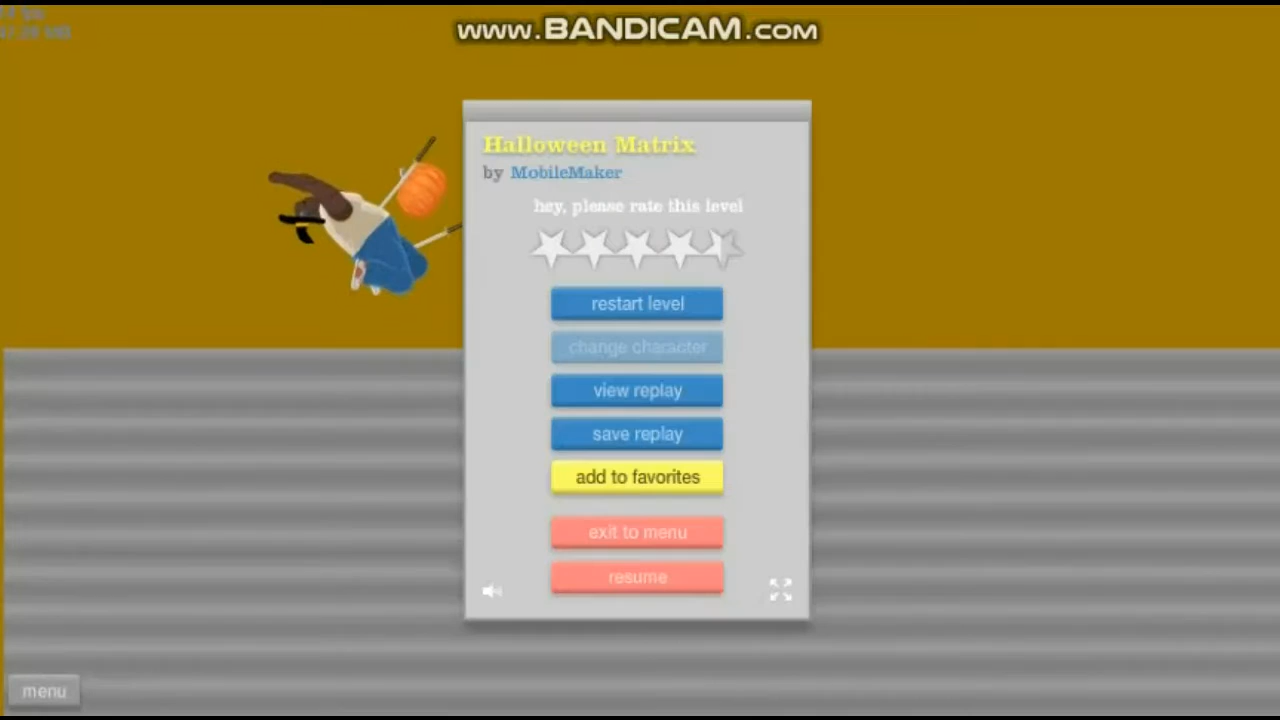 www.BANDICAM.com
Halloween Matrix
by MobileMaker
hey, please rate this level
restart level
change character
view replay
save replay
add to favorites
exit to menu
resume
menu